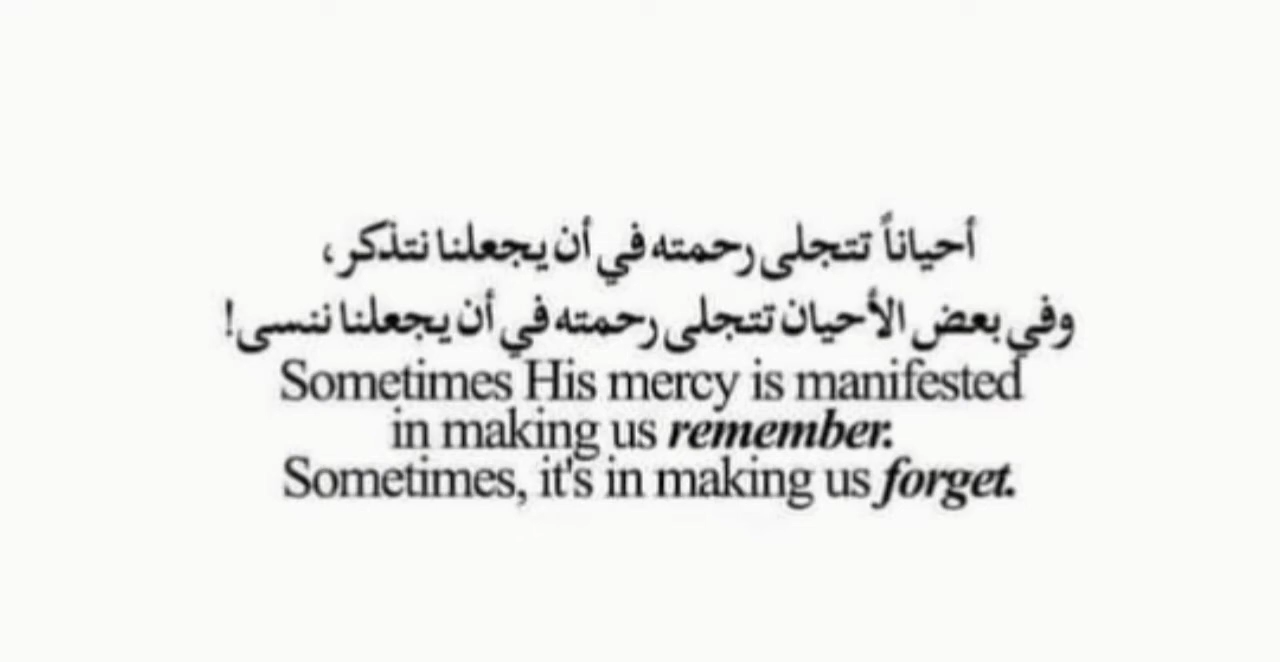 أحياناً تتجلى رحمته في أن يجعلنا نتذكر،
وفي بعض الأحيان تتجلى رحمته في أن يجعلنا ننسى!
Sometimes His mercy is manifested
in making us remember.
Sometimes, it's in making us forget.